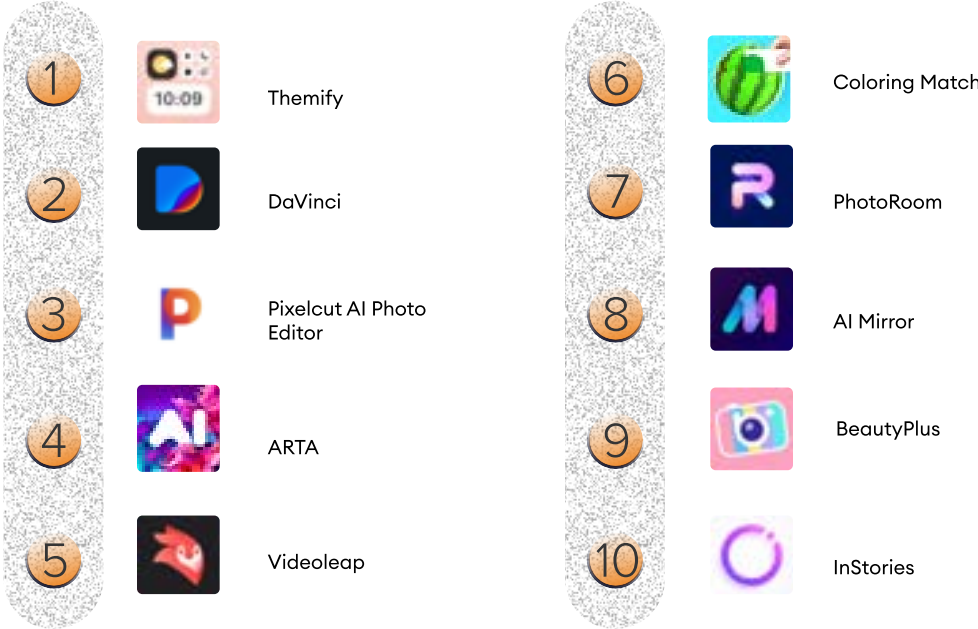 1
10:09
Themify
2
DaVinci
3
P
Pixelcut AI Photo
Editor
4
AI
ARTA
5
Videoleap
6
Coloring Match
7
R
PhotoRoom
8
AI Mirror
9
BeautyPlus
10
InStories